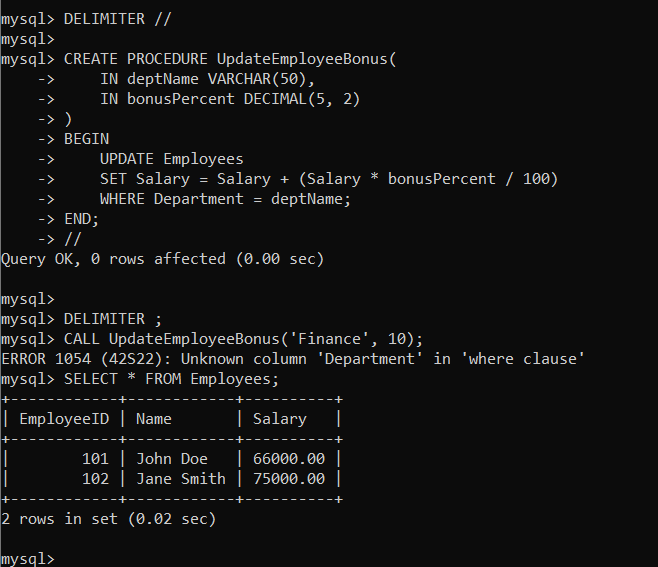 mysql> DELIMITER //
mysql>
mysql> CREATE PROCEDURE UpdateEmployeeBonus(
    ->     IN deptName VARCHAR(50),
    ->     IN bonusPercent DECIMAL(5, 2)
    -> )
    -> BEGIN
    ->     UPDATE Employees
    ->     SET Salary = Salary + (Salary * bonusPercent / 100)
    ->     WHERE Department = deptName;
    -> END;
    -> //
Query OK, 0 rows affected (0.00 sec)

mysql>
mysql> DELIMITER ;
mysql> CALL UpdateEmployeeBonus('Finance', 10);
ERROR 1054 (42S22): Unknown column 'Department' in 'where clause'
mysql> SELECT * FROM Employees;
+------------+------------+----------+
| EmployeeID | Name       | Salary   |
+------------+------------+----------+
|        101 | John Doe   | 66000.00 |
|        102 | Jane Smith | 75000.00 |
+------------+------------+----------+
2 rows in set (0.02 sec)

mysql>